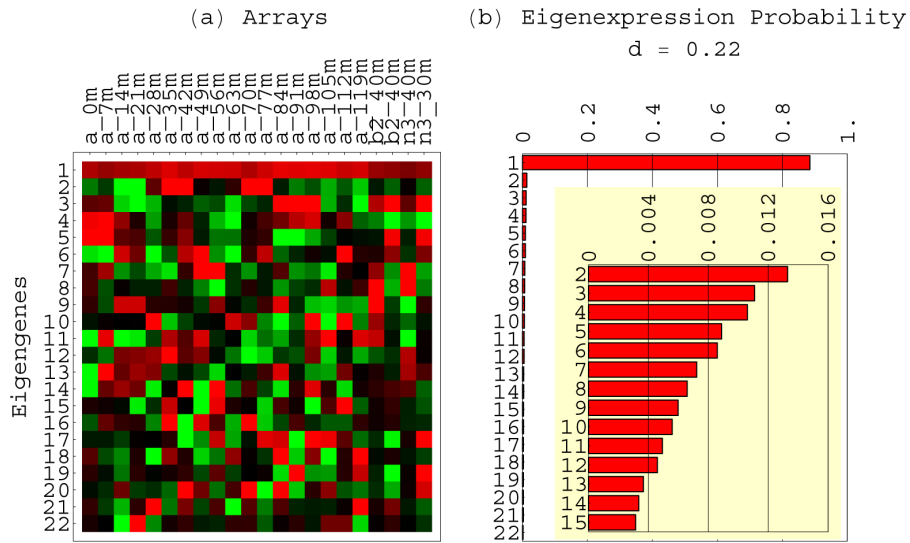 (a) Arrays
a_0m
a_7m
a_14m
a_21m
a_28m
a_35m
a_42m
a_49m
a_56m
a_63m
a_70m
a_77m
a_84m
a_91m
a_98m
a_105m
a_112m
a_119m
b2_40m
b2_40m
n3_40m
n3_30m
Eigengenes
1
2
3
4
5
6
7
8
9
10
11
12
13
14
15
16
17
18
19
20
21
22
(b) Eigenexpression Probability
d = 0.22
0
0.2
0.4
0.6
0.8
1.
1
2
3
4
5
6
7
8
9
10
11
12
13
14
15
16
17
18
19
20
21
22
0
0.004
0.008
0.012
0.016
2
3
4
5
6
7
8
9
10
11
12
13
14
15